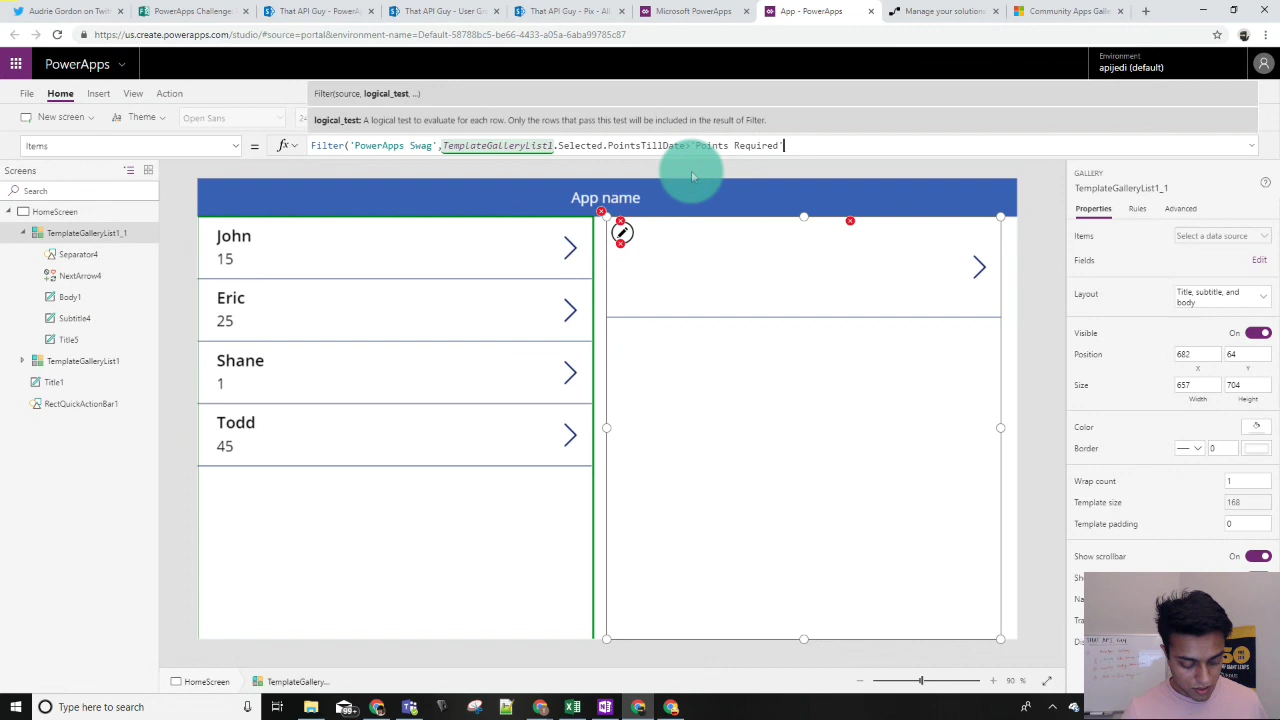 Audrie Gordon on Twitt
PowerApps Challenge
That API Guy - PowerA
That API Guy - User Gro
That API Guy - Pix - All
Microsoft PowerApps
App - PowerApps
Manage your solutions
Community Apps Galle
https://us.create.powerapps.com/studio/#source=portal&environment-name=Default-58788bc5-be66-4433-a05a-6aba99785c87
PowerApps
Environment
apijedi (default)
File Home Insert View Action
Filter(source, logical_test, ...)
New screen Theme Open Sans 24
logical_test: A logical test to evaluate for each row. Only the rows that pass this test will be included in the result of Filter.
Items = fx Filter('PowerApps Swag',TemplateGalleryList1.Selected.PointsTillDate>'Points Required'
Screens
Search
HomeScreen
TemplateGalleryList1_1
Separator4
NextArrow4
Body1
Subtitle4
Title5
TemplateGalleryList1
Title1
RectQuickActionBar1
App name
John
15
Eric
25
Shane
1
Todd
45
GALLERY
TemplateGalleryList1_1
Properties Rules Advanced
Items Select a data source
Fields Edit
Layout Title, subtitle, and body
Visible On
Position 682 64
X Y
Size 657 704
Width Height
Color
Border 0
Wrap count 1
Template size 168
Template padding 0
Show scrollbar On
HomeScreen TemplateGallery...
90 %
Type here to search
99+